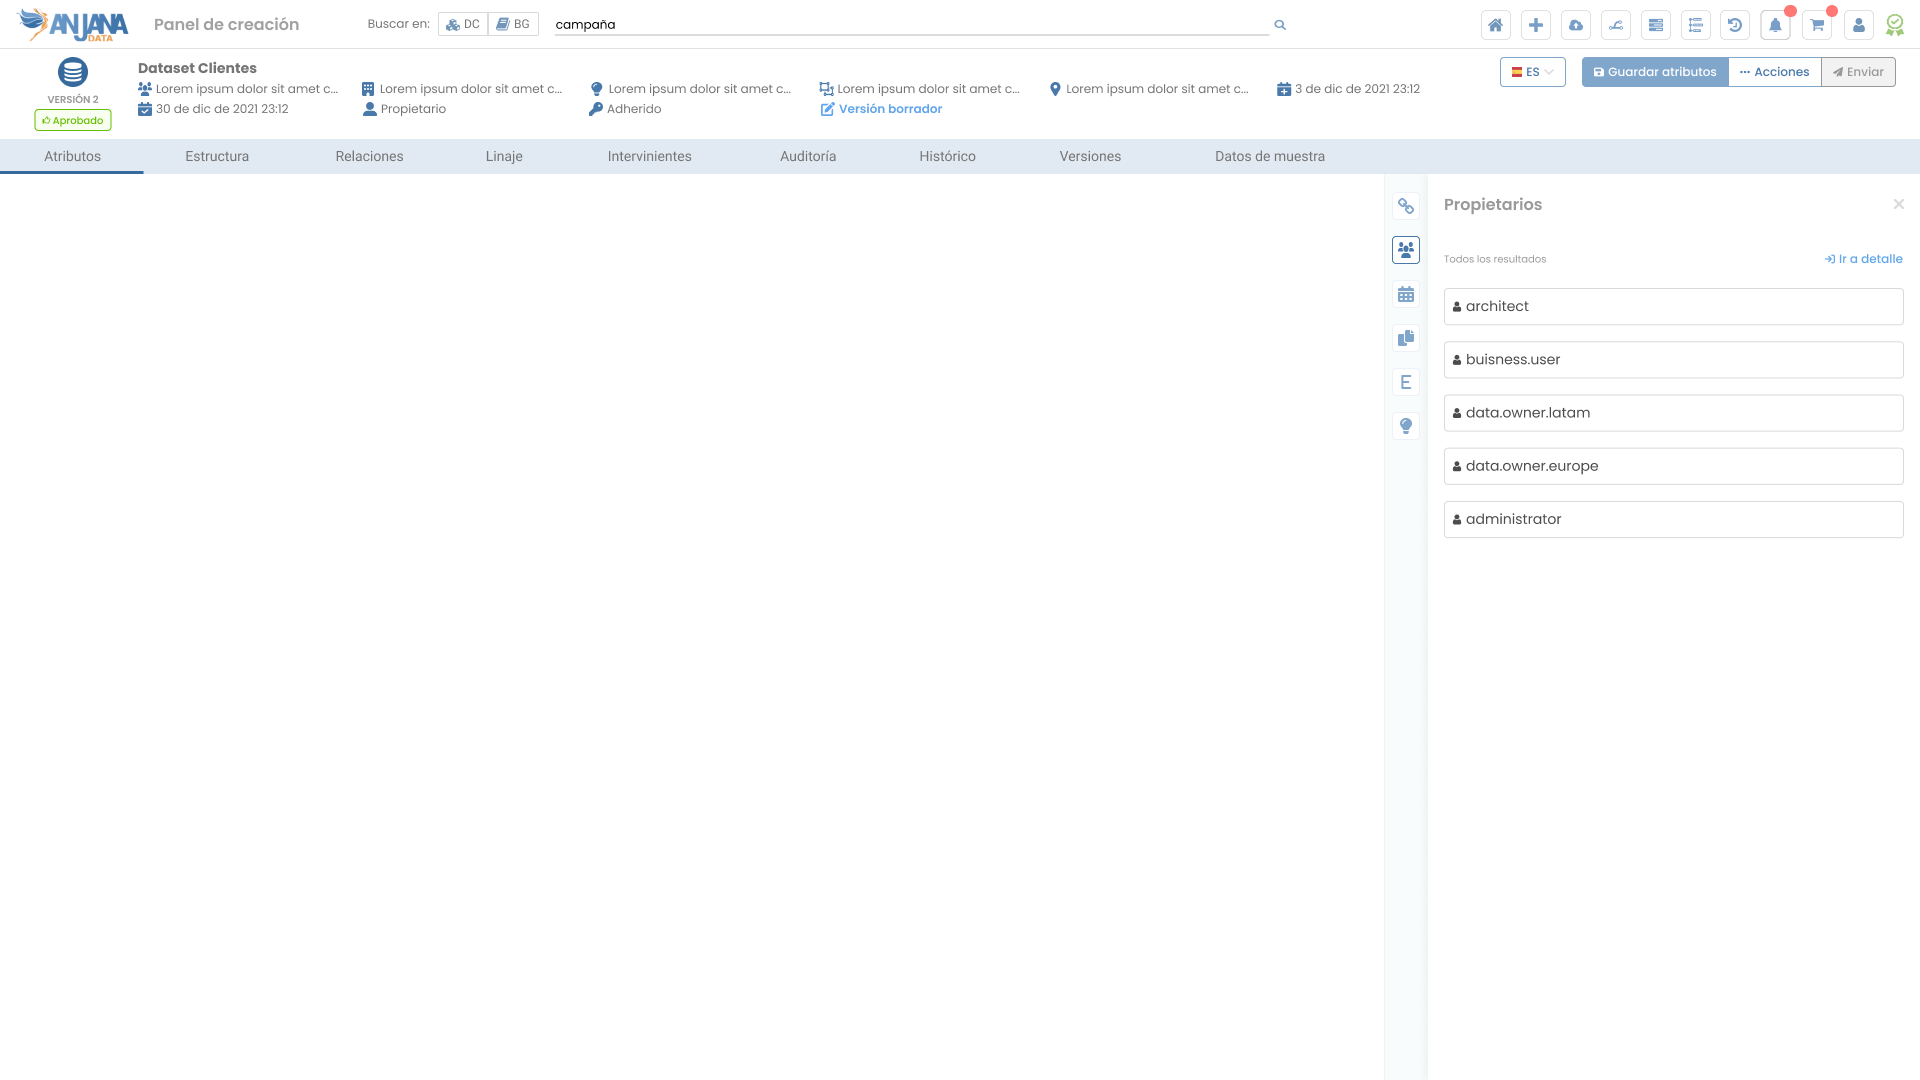 ANJANA DATA
Panel de creación
Buscar en:
DC
BG
campaña
VERSIÓN 2
Aprobado
Dataset Clientes
Lorem ipsum dolor sit amet c...
Lorem ipsum dolor sit amet c...
Lorem ipsum dolor sit amet c...
Lorem ipsum dolor sit amet c...
Lorem ipsum dolor sit amet c...
3 de dic de 2021 23:12
30 de dic de 2021 23:12
Propietario
Adherido
Versión borrador
ES
Guardar atributos
Acciones
Enviar
Atributos
Estructura
Relaciones
Linaje
Intervinientes
Auditoría
Histórico
Versiones
Datos de muestra
E
Propietarios
Todos los resultados
Ir a detalle
architect
buisness.user
data.owner.latam
data.owner.europe
administrator